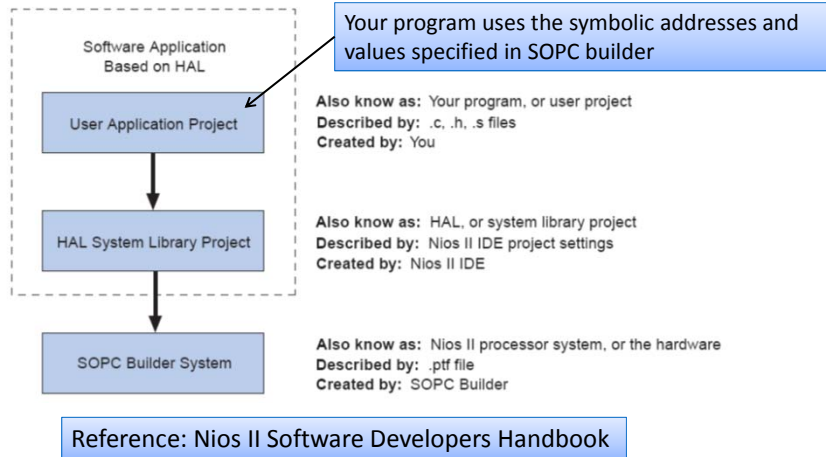 Your program uses the symbolic addresses and
values specified in SOPC builder
Software Application
Based on HAL
User Application Project
Also know as: Your program, or user project
Described by: .c, .h, .s files
Created by: You
HAL System Library Project
Also know as: HAL, or system library project
Described by: Nios II IDE project settings
Created by: Nios II IDE
SOPC Builder System
Also know as: Nios II processor system, or the hardware
Described by: .ptf file
Created by: SOPC Builder
Reference: Nios II Software Developers Handbook